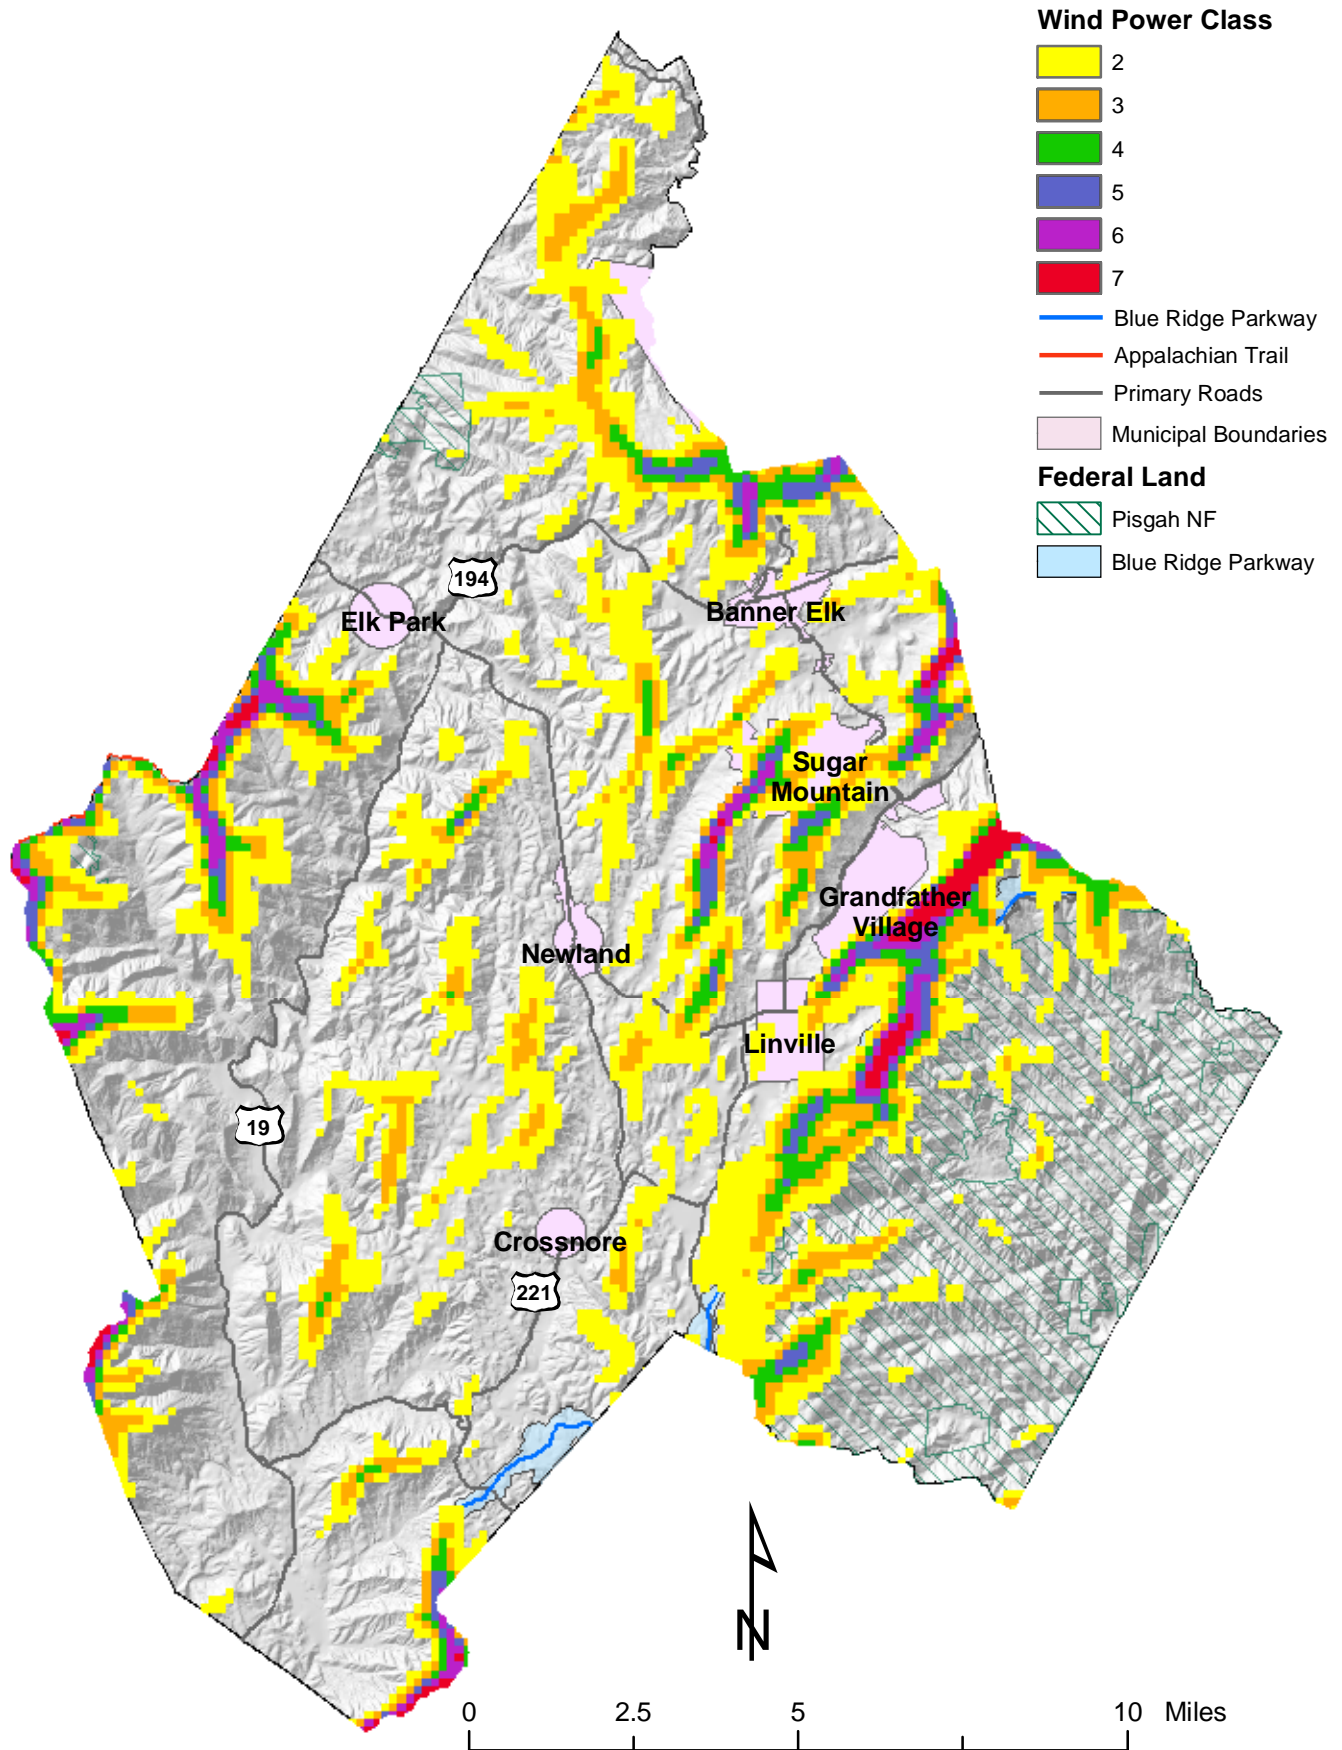 Wind Power Class
2
3
4
5
6
7
Blue Ridge Parkway
Appalachian Trail
Primary Roads
Municipal Boundaries
Federal Land
Pisgah NF
Blue Ridge Parkway
194
Elk Park
Banner Elk
Sugar
Mountain
Grandfather
Village
Newland
Linville
19
Crossnore
221
N
0 2.5 5 10 Miles